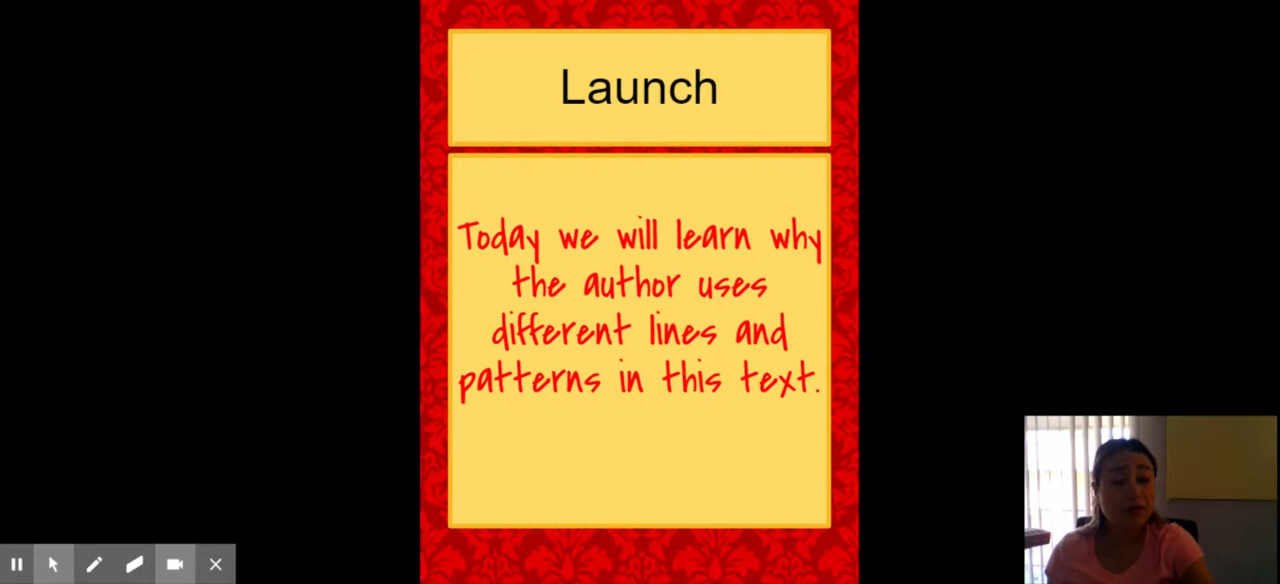 Launch
Today we will learn why
the author uses
different lines and
patterns in this text.